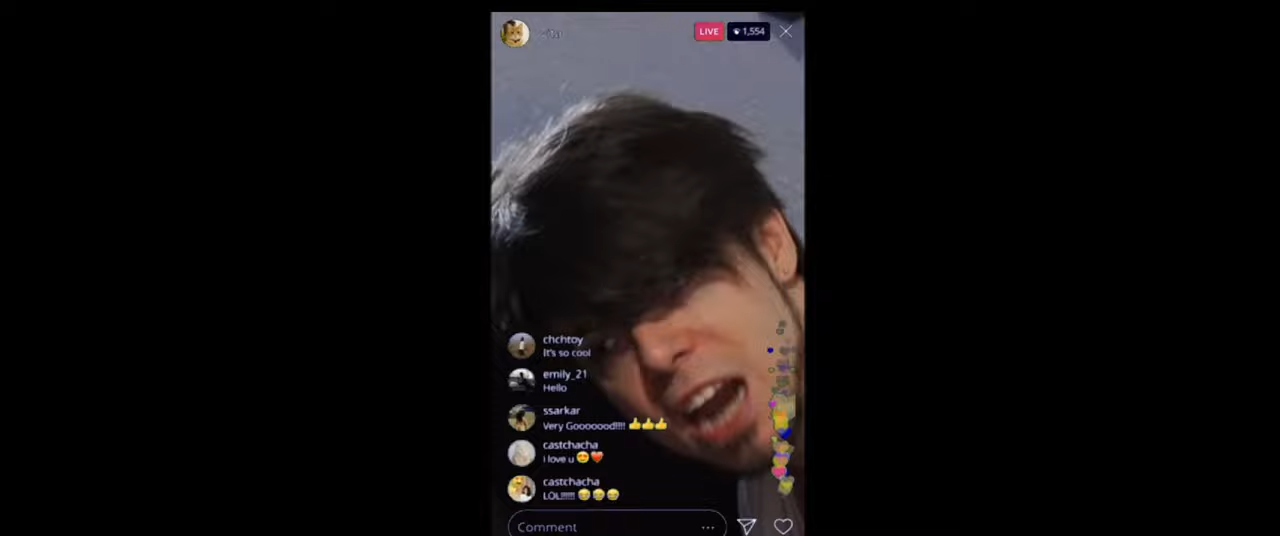 LIVE
1,554
chchtoy
It's so cool
emily_21
Hello
ssarkar
Very Gooooood!!!! 👍👍👍
castchacha
i love u 😍❤️
castchacha
LOL!!!!!! 😂😂😂
Comment